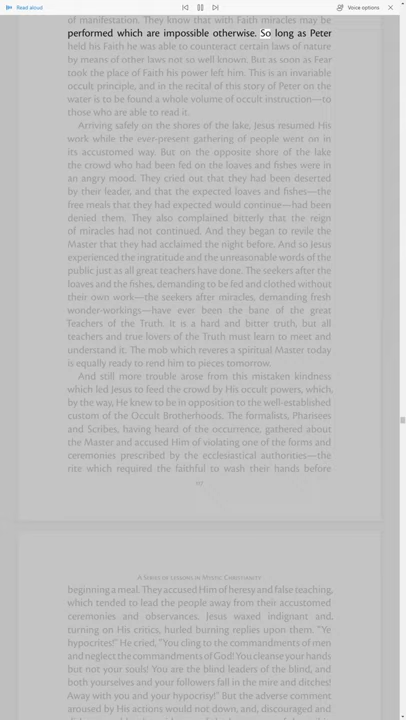 Read aloud
Voice options
of manifestation. They know that with Faith miracles may be
performed which are impossible otherwise. So long as Peter
held his Faith he was able to counteract certain laws of nature
by means of other laws not so well known. But as soon as Fear
took the place of Faith his power left him. This is an invariable
occult principle, and in the recital of this story of Peter on the
water is to be found a whole volume of occult instruction—to
those who are able to read it.
Arriving safely on the shores of the lake, Jesus resumed His
work while the ever-present gathering of people went on in
its accustomed way. But on the opposite shore of the lake
the crowd who had been fed on the loaves and fishes were in
an angry mood. They cried out that they had been deserted
by their leader, and that the expected loaves and fishes—the
free meals that they had expected would continue—had been
denied them. They also complained bitterly that the reign
of miracles had not continued. And they began to revile the
Master that they had acclaimed the night before. And so Jesus
experienced the ingratitude and the unreasonable words of the
public just as all great teachers have done. The seekers after the
loaves and the fishes, demanding to be fed and clothed without
their own work—the seekers after miracles, demanding fresh
wonder-workings—have ever been the bane of the great
Teachers of the Truth. It is a hard and bitter truth, but all
teachers and true lovers of the Truth must learn to meet and
understand it. The mob which reveres a spiritual Master today
is equally ready to rend him to pieces tomorrow.
And still more trouble arose from this mistaken kindness
which led Jesus to feed the crowd by His occult powers, which,
by the way, He knew to be in opposition to the well-established
custom of the Occult Brotherhoods. The formalists, Pharisees
and Scribes, having heard of the occurrence, gathered about
the Master and accused Him of violating one of the forms and
ceremonies prescribed by the ecclesiastical authorities—the
rite which required the faithful to wash their hands before
A Series of Lessons in Mystic Christianity
beginning a meal. They accused Him of heresy and false teaching,
which tended to lead the people away from their accustomed
ceremonies and observances. Jesus waxed indignant and,
turning on His critics, hurled burning replies upon them. "Ye
hypocrites!" He cried, "You cling to the commandments of men
and neglect the commandments of God! You cleanse your hands
but not your souls! You are the blind leaders of the blind, and
both yourselves and your followers fall in the mire and ditches!
Away with you and your hypocrisy!" But the adverse comment
aroused by His actions would not down, and, discouraged and